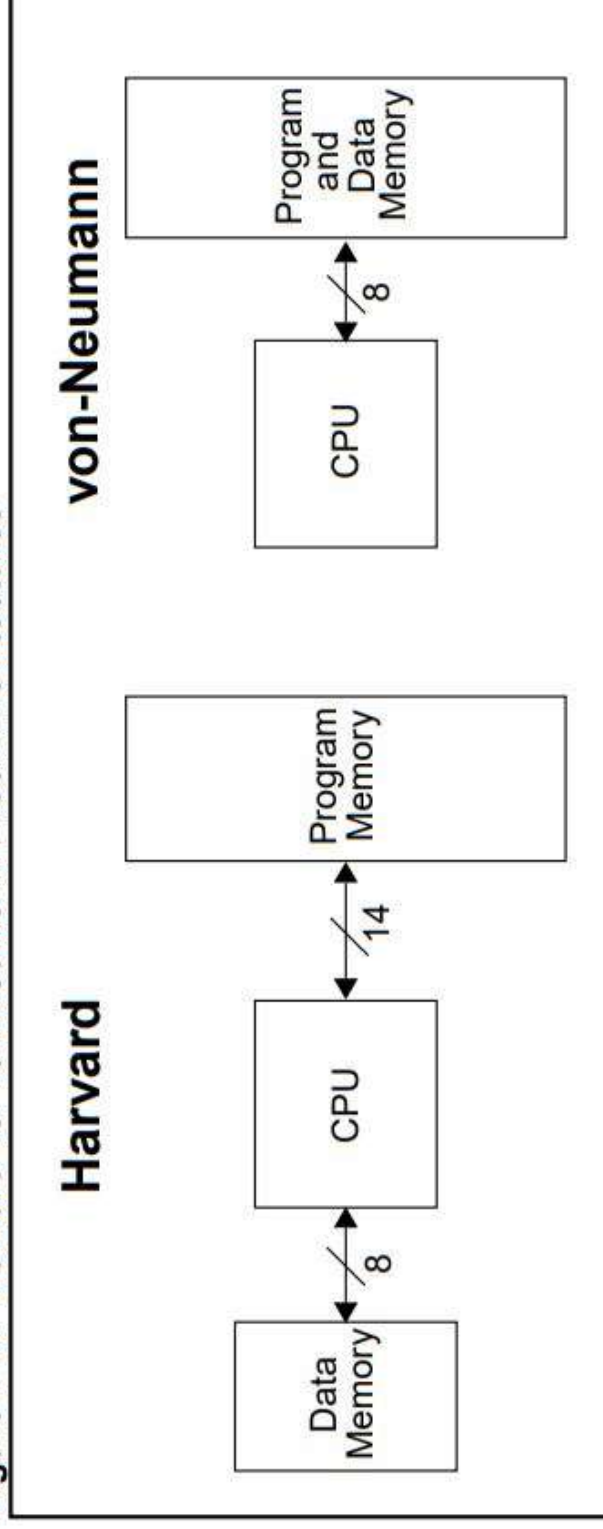 Harvard
Data
Memory
8
CPU
14
Program
Memory
von-Neumann
CPU
8
Program
and
Data
Memory